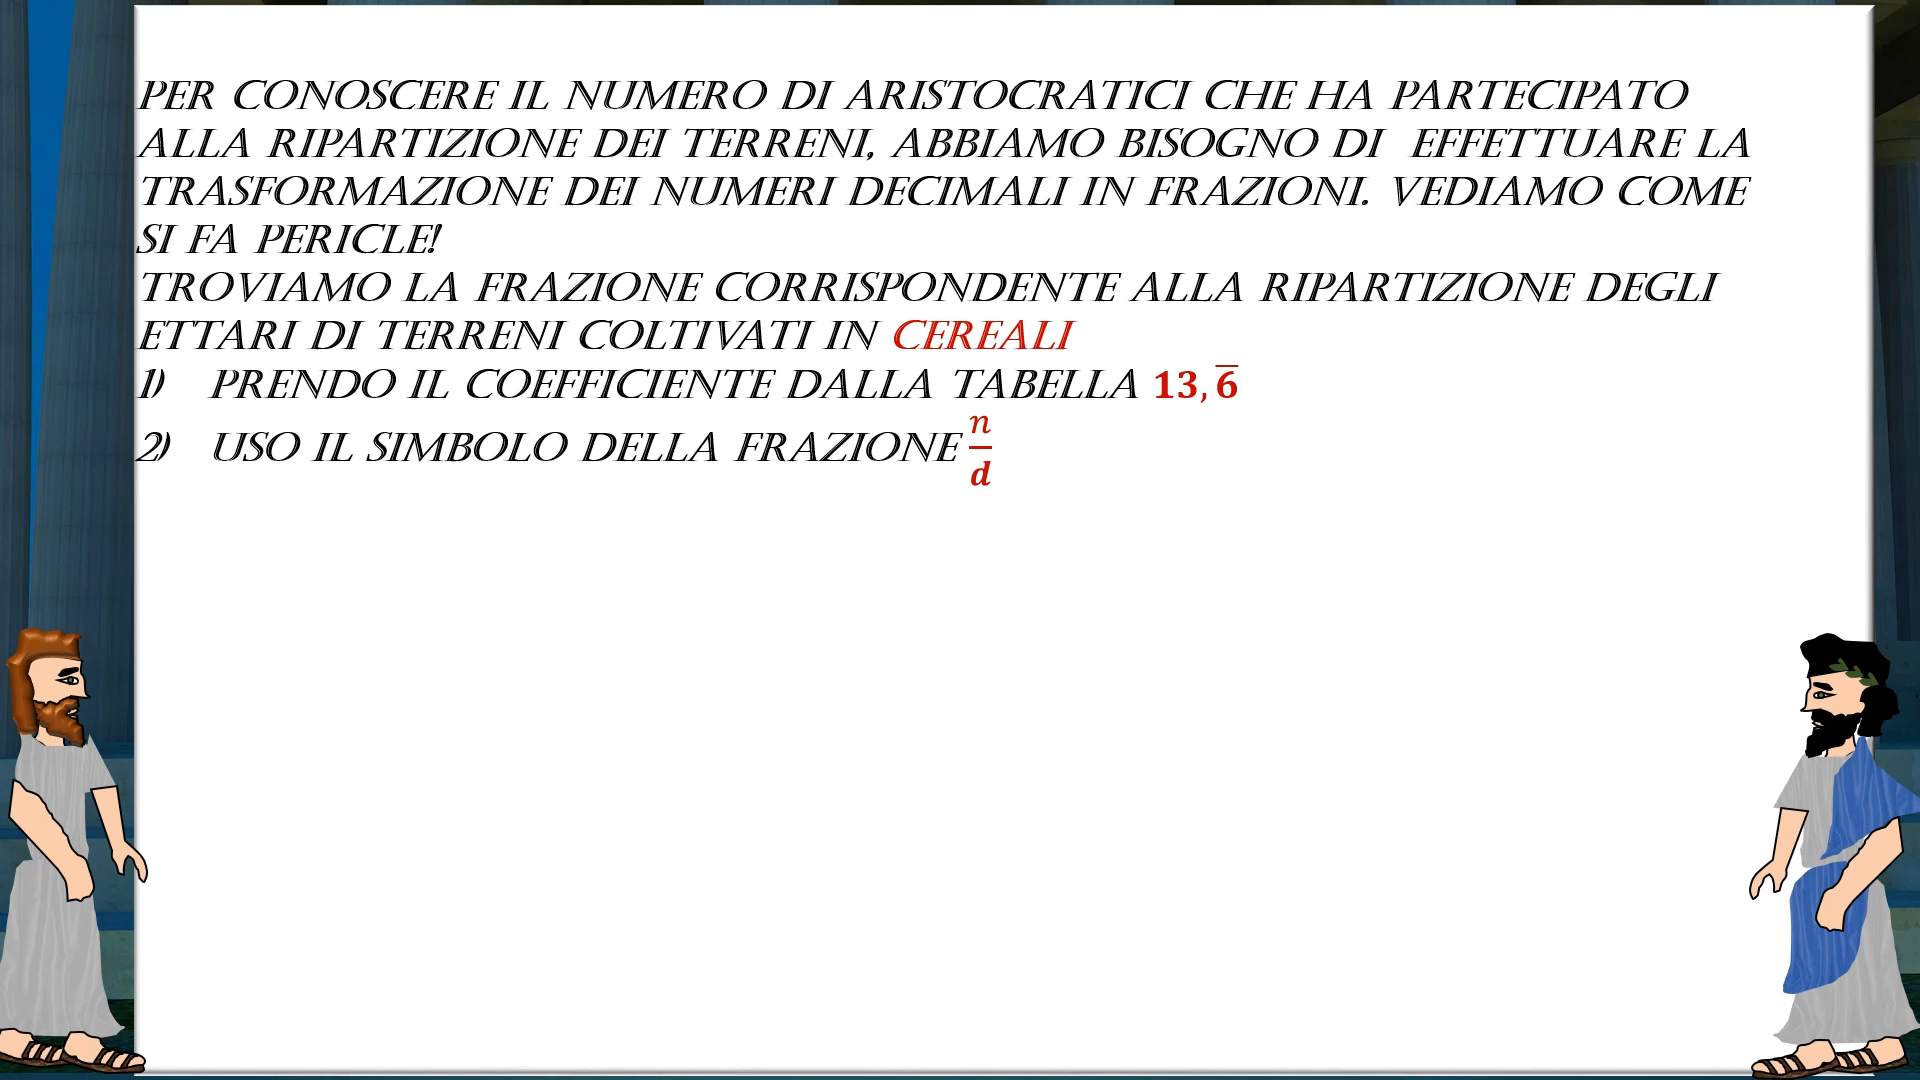 PER CONOSCERE IL NUMERO DI ARISTOCRATICI CHE HA PARTECIPATO
ALLA RIPARTIZIONE DEI TERRENI, ABBIAMO BISOGNO DI EFFETTUARE LA
TRASFORMAZIONE DEI NUMERI DECIMALI IN FRAZIONI. VEDIAMO COME
SI FA PERICLE!
TROVIAMO LA FRAZIONE CORRISPONDENTE ALLA RIPARTIZIONE DEGLI
ETTARI DI TERRENI COLTIVATI IN CEREALI
1) PRENDO IL COEFFICIENTE DALLA TABELLA 13,6̅
2) USO IL SIMBOLO DELLA FRAZIONE n/d